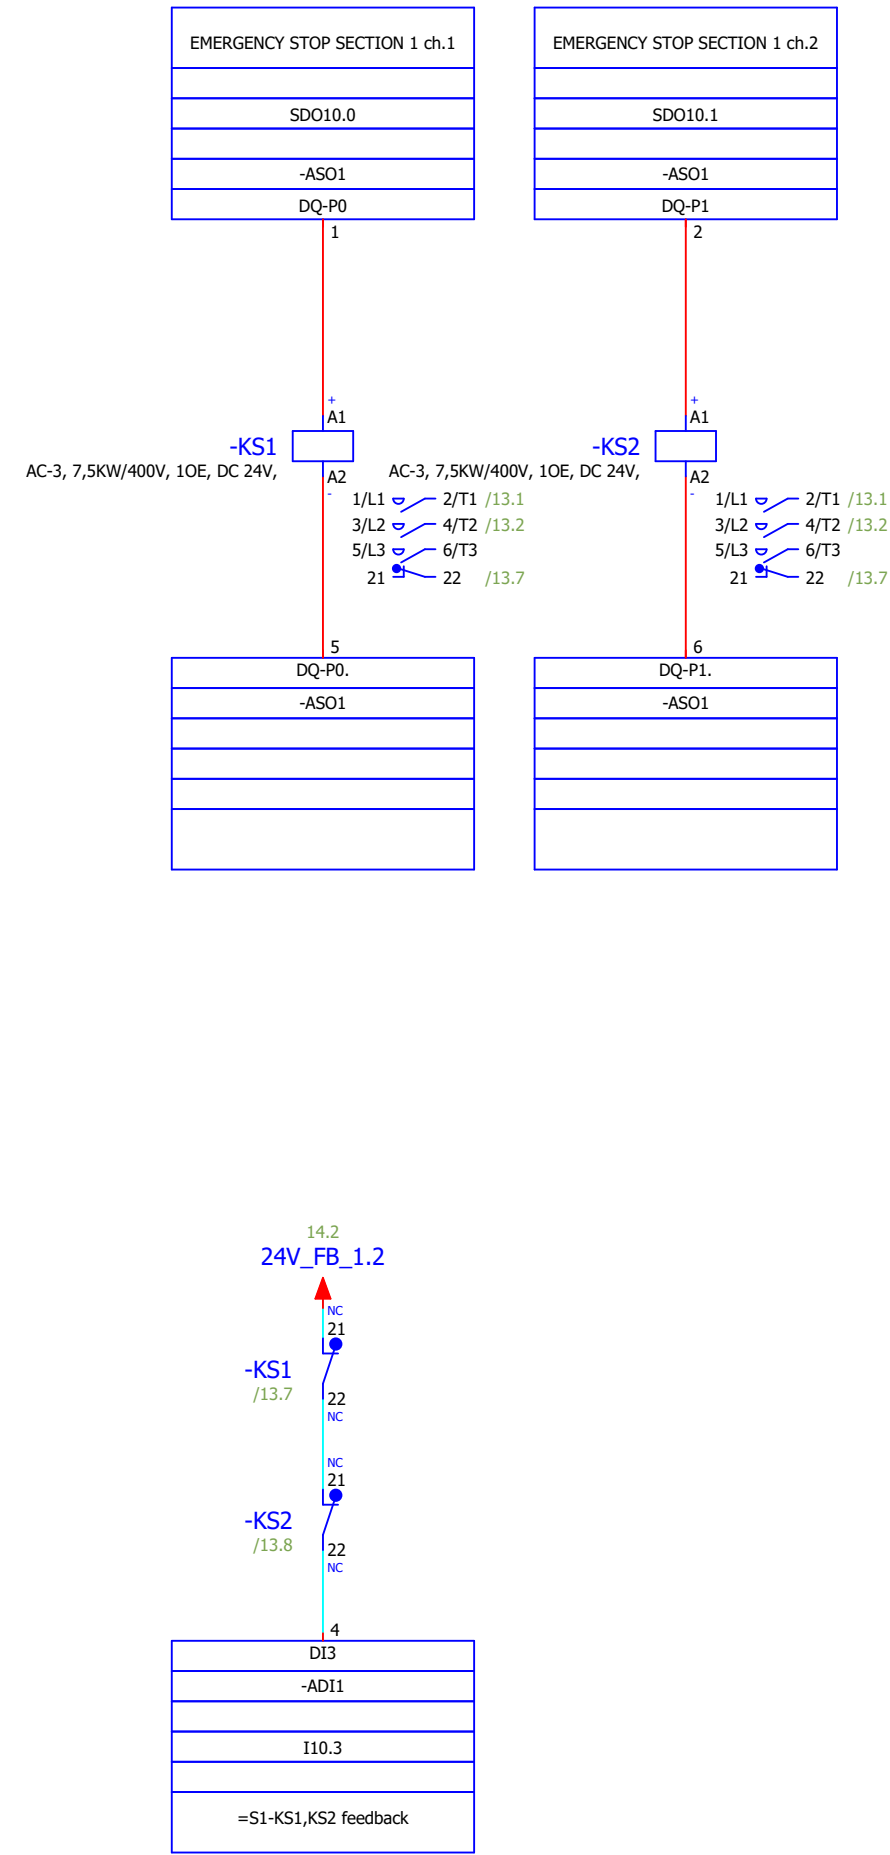 EMERGENCY STOP SECTION 1 ch.1
SDO10.0
-ASO1
DQ-P0
1
+
A1
-KS1
AC-3, 7,5KW/400V, 1OE, DC 24V,
A2
-
1/L1 2/T1 /13.1
3/L2 4/T2 /13.2
5/L3 6/T3
21 22 /13.7
5
DQ-P0.
-ASO1
EMERGENCY STOP SECTION 1 ch.2
SDO10.1
-ASO1
DQ-P1
2
+
A1
-KS2
AC-3, 7,5KW/400V, 1OE, DC 24V,
A2
-
1/L1 2/T1 /13.1
3/L2 4/T2 /13.2
5/L3 6/T3
21 22 /13.7
6
DQ-P1.
-ASO1
14.2
24V_FB_1.2
NC
21
-KS1
/13.7
22
NC
NC
21
-KS2
/13.8
22
NC
4
DI3
-ADI1
I10.3
=S1-KS1,KS2 feedback